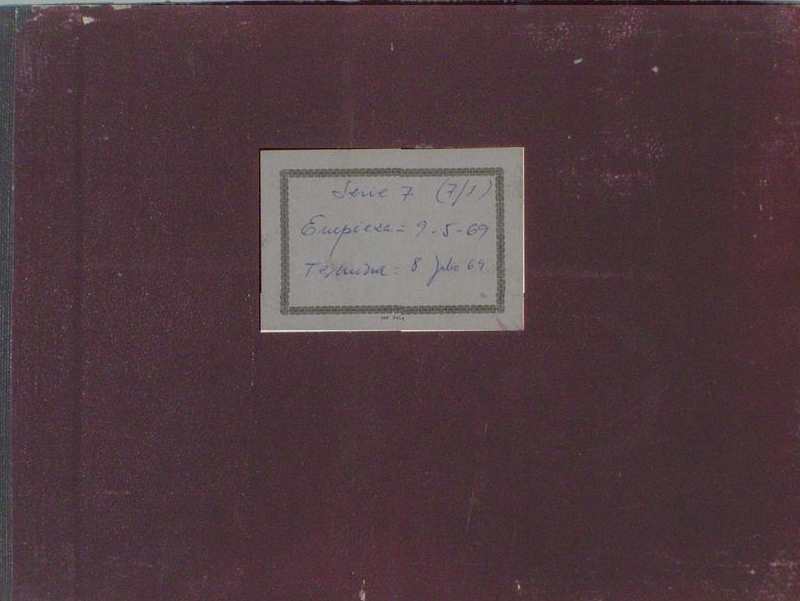 Serie 7 (7/1)
Empieza = 9-5-69
Termina = 8 Julio 69